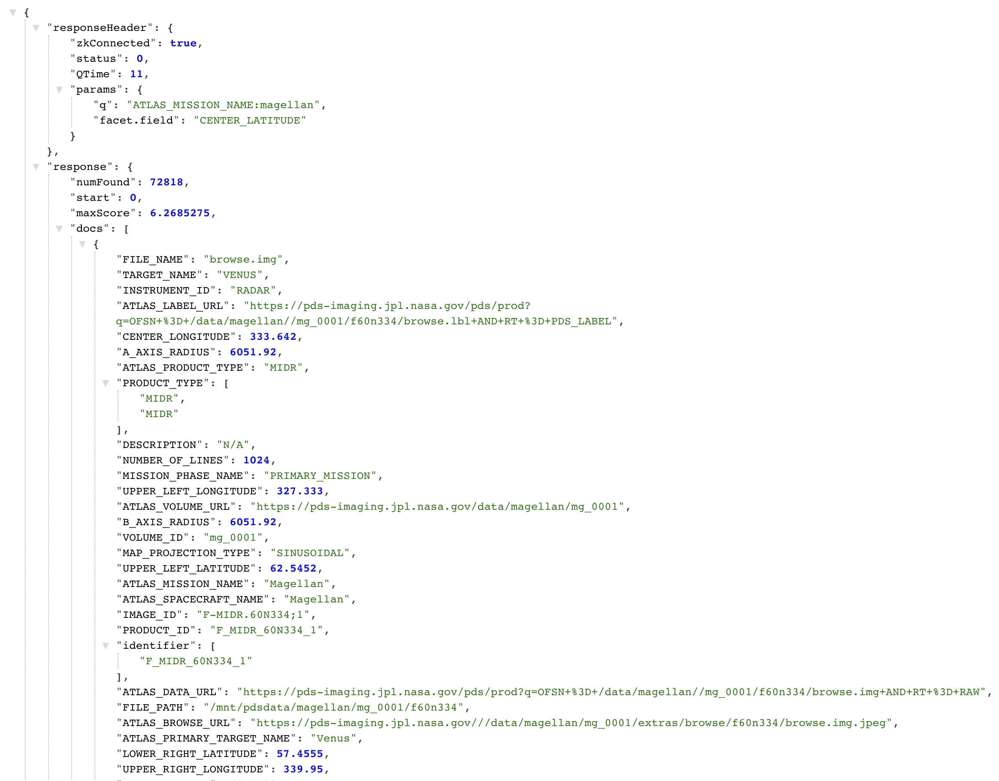 {
"responseHeader": {
"zkConnected": true,
"status": 0,
"QTime": 11,
"params": {
"q": "ATLAS_MISSION_NAME:magellan",
"facet.field": "CENTER_LATITUDE"
}
},
"response": {
"numFound": 72818,
"start": 0,
"maxScore": 6.2685275,
"docs": [
{
"FILE_NAME": "browse.img",
"TARGET_NAME": "VENUS",
"INSTRUMENT_ID": "RADAR",
"ATLAS_LABEL_URL": "https://pds-imaging.jpl.nasa.gov/pds/prod?
q=OFSN+%3D+/data/magellan//mg_0001/f60n334/browse.lbl+AND+RT+%3D+PDS_LABEL",
"CENTER_LONGITUDE": 333.642,
"A_AXIS_RADIUS": 6051.92,
"ATLAS_PRODUCT_TYPE": "MIDR",
"PRODUCT_TYPE": [
"MIDR",
"MIDR"
],
"DESCRIPTION": "N/A",
"NUMBER_OF_LINES": 1024,
"MISSION_PHASE_NAME": "PRIMARY_MISSION",
"UPPER_LEFT_LONGITUDE": 327.333,
"ATLAS_VOLUME_URL": "https://pds-imaging.jpl.nasa.gov/data/magellan/mg_0001",
"B_AXIS_RADIUS": 6051.92,
"VOLUME_ID": "mg_0001",
"MAP_PROJECTION_TYPE": "SINUSOIDAL",
"UPPER_LEFT_LATITUDE": 62.5452,
"ATLAS_MISSION_NAME": "Magellan",
"ATLAS_SPACECRAFT_NAME": "Magellan",
"IMAGE_ID": "F-MIDR.60N334;1",
"PRODUCT_ID": "F_MIDR_60N334_1",
"identifier": [
"F_MIDR_60N334_1"
],
"ATLAS_DATA_URL": "https://pds-imaging.jpl.nasa.gov/pds/prod?q=OFSN+%3D+/data/magellan//mg_0001/f60n334/browse.img+AND+RT+%3D+RAW",
"FILE_PATH": "/mnt/pdsdata/magellan/mg_0001/f60n334",
"ATLAS_BROWSE_URL": "https://pds-imaging.jpl.nasa.gov///data/magellan/mg_0001/extras/browse/f60n334/browse.img.jpeg",
"ATLAS_PRIMARY_TARGET_NAME": "Venus",
"LOWER_RIGHT_LATITUDE": 57.4555,
"UPPER_RIGHT_LONGITUDE": 339.95,